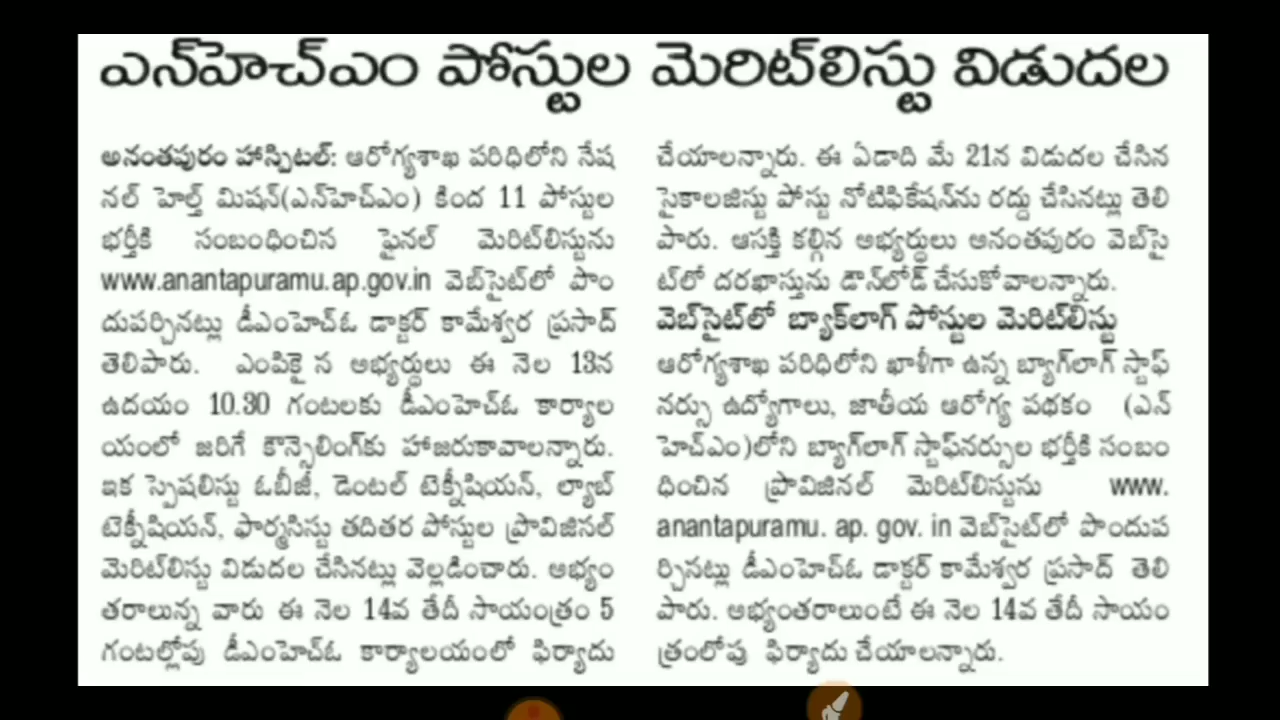 ఎన్‌హెచ్‌ఎం పోస్టుల మెరిట్‌లిస్టు విడుదల
అనంతపురం హాస్పిటల్: ఆరోగ్యశాఖ పరిధిలోని నేష
నల్ హెల్త్ మిషన్(ఎన్‌హెచ్‌ఎం) కింద 11 పోస్టుల
భర్తీకి సంబంధించిన ఫైనల్ మెరిట్‌లిస్టును
www.anantapuramu.ap.gov.in వెబ్‌సైట్‌లో పొం
దుపర్చినట్లు డీఎంహెచ్‌ఓ డాక్టర్ కామేశ్వర ప్రసాద్
తెలిపారు. ఎంపికై న అభ్యర్థులు ఈ నెల 13న
ఉదయం 10.30 గంటలకు డీఎంహెచ్‌ఓ కార్యాల
యంలో జరిగే కౌన్సెలింగ్‌కు హాజరుకావాలన్నారు.
ఇక స్పెషలిస్టు ఓబీజీ, డెంటల్ టెక్నీషియన్, ల్యాబ్
టెక్నీషియన్, ఫార్మసిస్టు తదితర పోస్టుల ప్రొవిజినల్
మెరిట్‌లిస్టు విడుదల చేసినట్లు వెల్లడించారు. అభ్యం
తరాలున్న వారు ఈ నెల 14వ తేదీ సాయంత్రం 5
గంటల్లోపు డీఎంహెచ్‌ఓ కార్యాలయంలో ఫిర్యాదు
చేయాలన్నారు. ఈ ఏడాది మే 21న విడుదల చేసిన
సైకాలజిస్టు పోస్టు నోటిఫికేషన్‌ను రద్దు చేసినట్లు తెలి
పారు. ఆసక్తి కల్గిన అభ్యర్థులు అనంతపురం వెబ్‌సై
ట్‌లో దరఖాస్తును డౌన్‌లోడ్ చేసుకోవాలన్నారు.
వెబ్‌సైట్‌లో బ్యాక్‌లాగ్ పోస్టుల మెరిట్‌లిస్టు
ఆరోగ్యశాఖ పరిధిలోని ఖాళీగా ఉన్న బ్యాగ్‌లాగ్ స్టాఫ్
నర్సు ఉద్యోగాలు, జాతీయ ఆరోగ్య పథకం (ఎన్
హెచ్‌ఎం)లోని బ్యాగ్‌లాగ్ స్టాఫ్‌నర్సుల భర్తీకి సంబం
ధించిన ప్రొవిజినల్ మెరిట్‌లిస్టును www.
anantapuramu. ap. gov. in వెబ్‌సైట్‌లో పొందుప
ర్చినట్లు డీఎంహెచ్‌ఓ డాక్టర్ కామేశ్వర ప్రసాద్ తెలి
పారు. అభ్యంతరాలుంటే ఈ నెల 14వ తేదీ సాయం
త్రంలోపు ఫిర్యాదు చేయాలన్నారు.